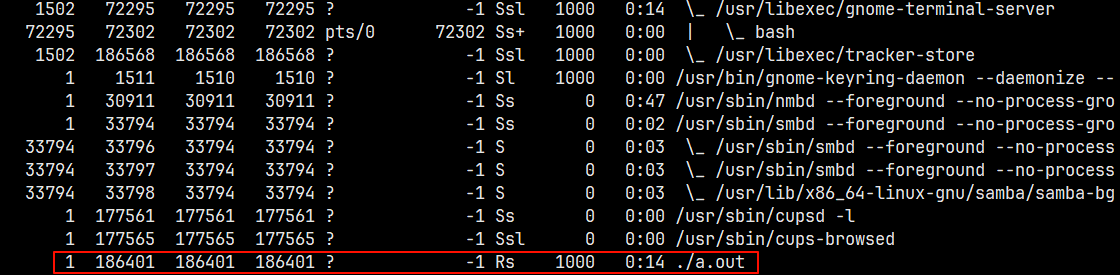 1502 72295 72295 72295 ? -1 Ssl 1000 0:14 \_ /usr/libexec/gnome-terminal-server
72295 72302 72302 72302 pts/0 72302 Ss+ 1000 0:00 | \_ bash
1502 186568 186568 186568 ? -1 Ssl 1000 0:00 \_ /usr/libexec/tracker-store
1 1511 1510 1510 ? -1 Sl 1000 0:00 /usr/bin/gnome-keyring-daemon --daemonize --
1 30911 30911 30911 ? -1 Ss 0 0:47 /usr/sbin/nmbd --foreground --no-process-gro
1 33794 33794 33794 ? -1 Ss 0 0:02 /usr/sbin/smbd --foreground --no-process-gro
33794 33796 33794 33794 ? -1 S 0 0:03 \_ /usr/sbin/smbd --foreground --no-process
33794 33797 33794 33794 ? -1 S 0 0:03 \_ /usr/sbin/smbd --foreground --no-process
33794 33798 33794 33794 ? -1 S 0 0:03 \_ /usr/lib/x86_64-linux-gnu/samba/samba-bg
1 177561 177561 177561 ? -1 Ss 0 0:00 /usr/sbin/cupsd -l
1 177565 177565 177565 ? -1 Ssl 0 0:00 /usr/sbin/cups-browsed
1 186401 186401 186401 ? -1 Rs 1000 0:14 ./a.out